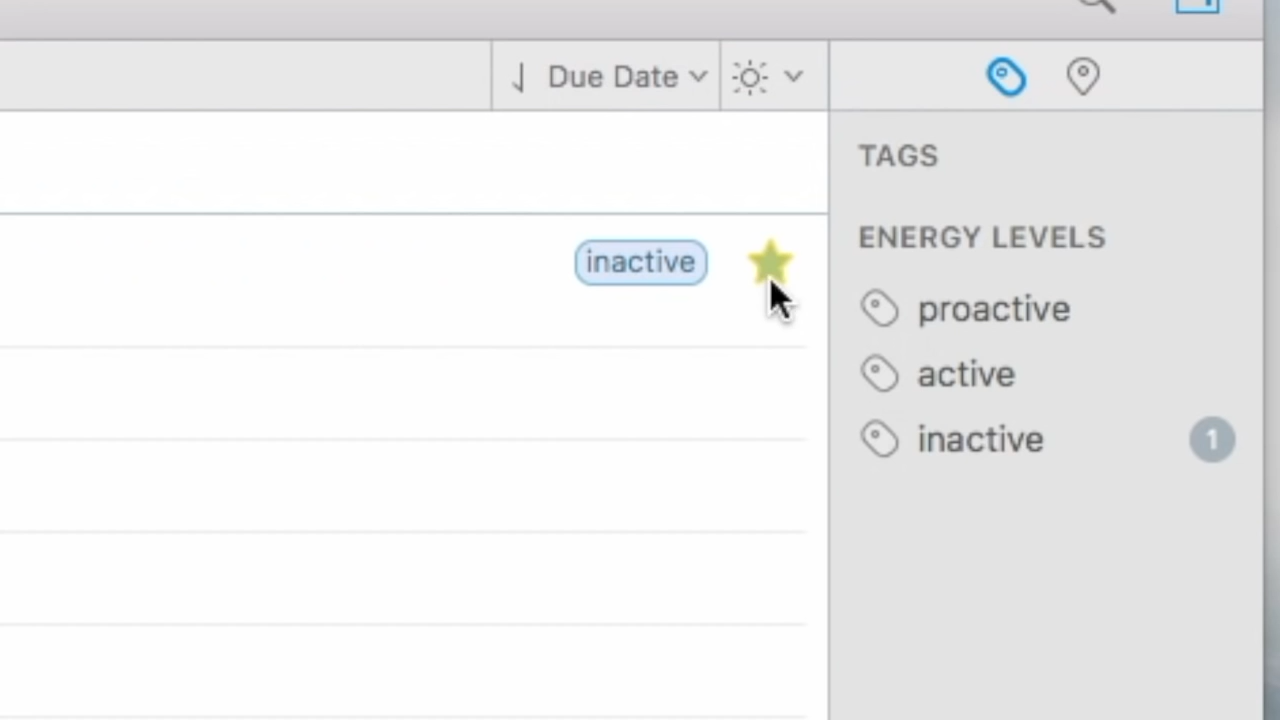 Due Date
TAGS
ENERGY LEVELS
inactive
proactive
active
inactive 1